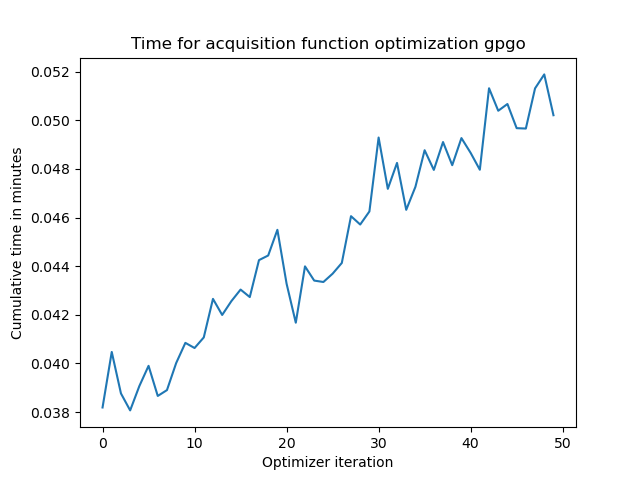 Time for acquisition function optimization gpgo
Cumulative time in minutes
0.052
0.050
0.048
0.046
0.044
0.042
0.040
0.038
0 10 20 30 40 50
Optimizer iteration